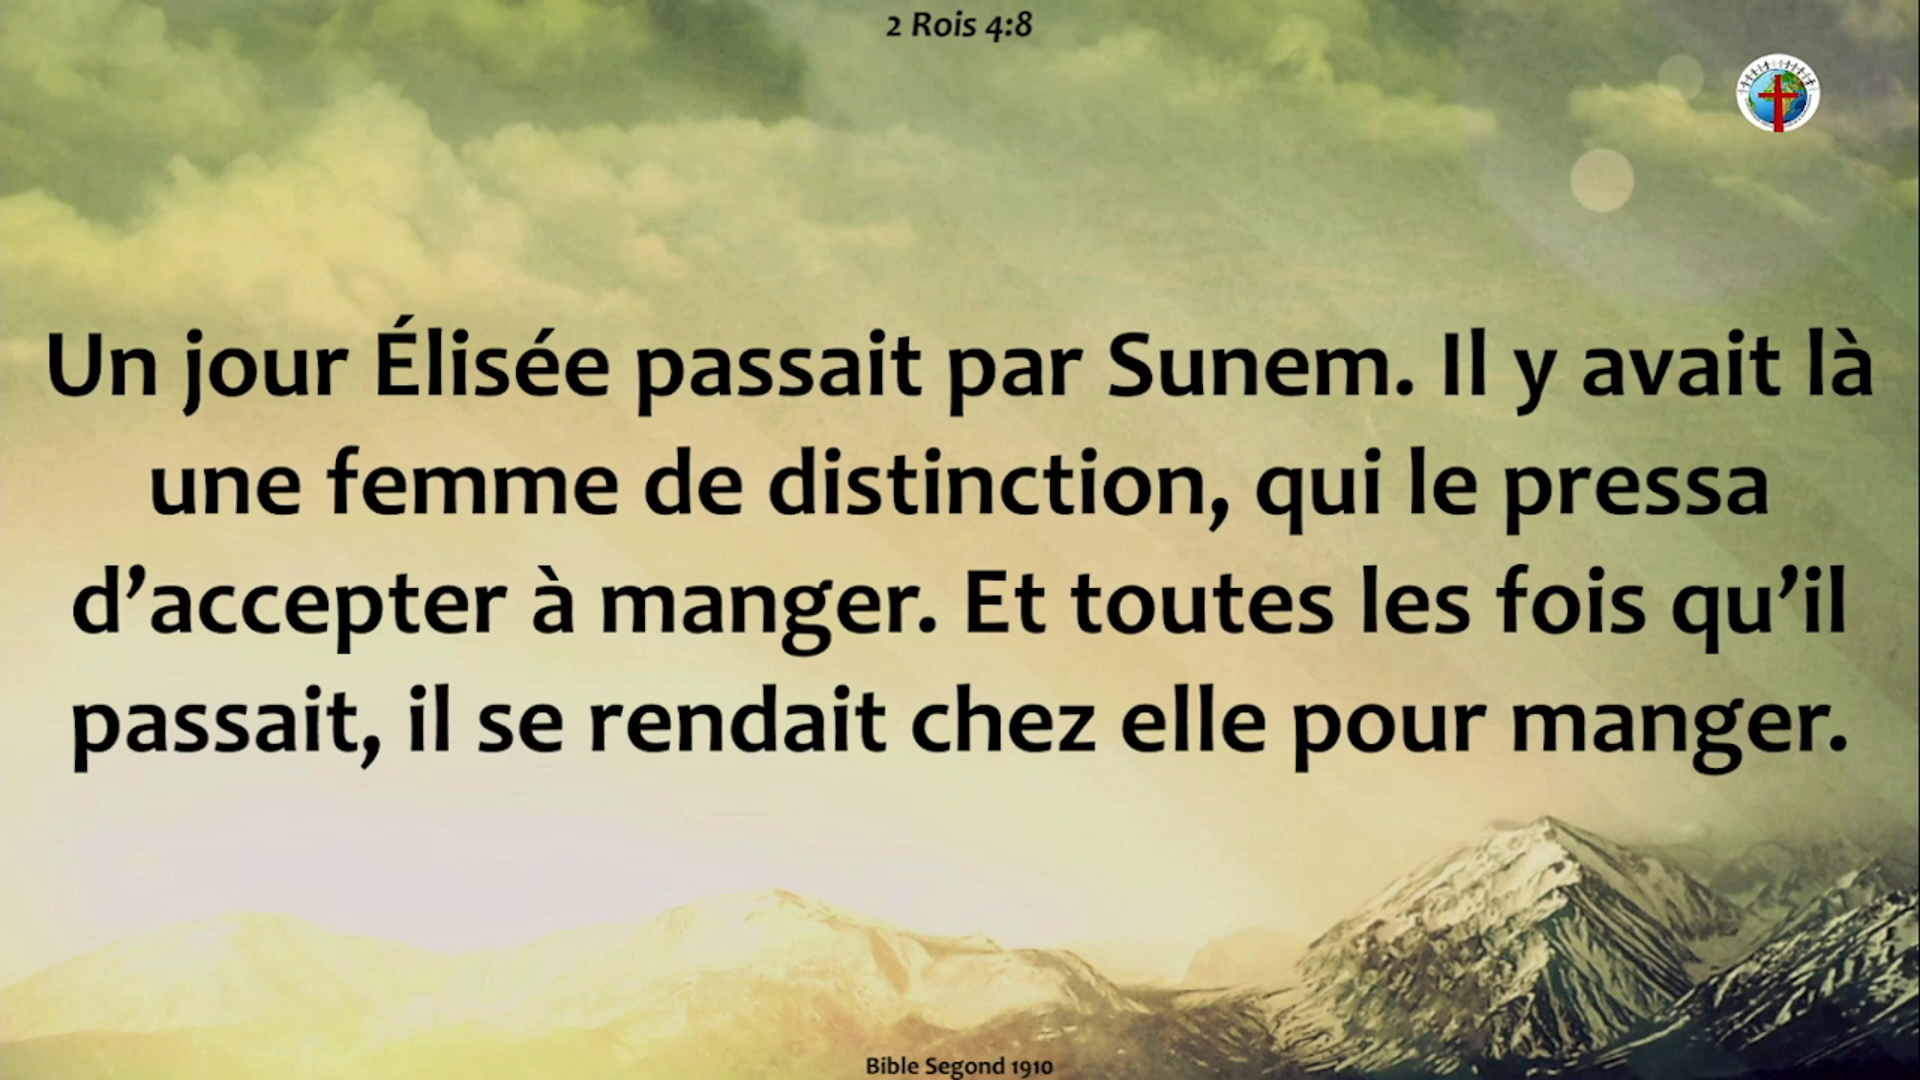 2 Rois 4:8
Un jour Élisée passait par Sunem. Il y avait là
une femme de distinction, qui le pressa
d’accepter à manger. Et toutes les fois qu’il
passait, il se rendait chez elle pour manger.
Bible Segond 1910